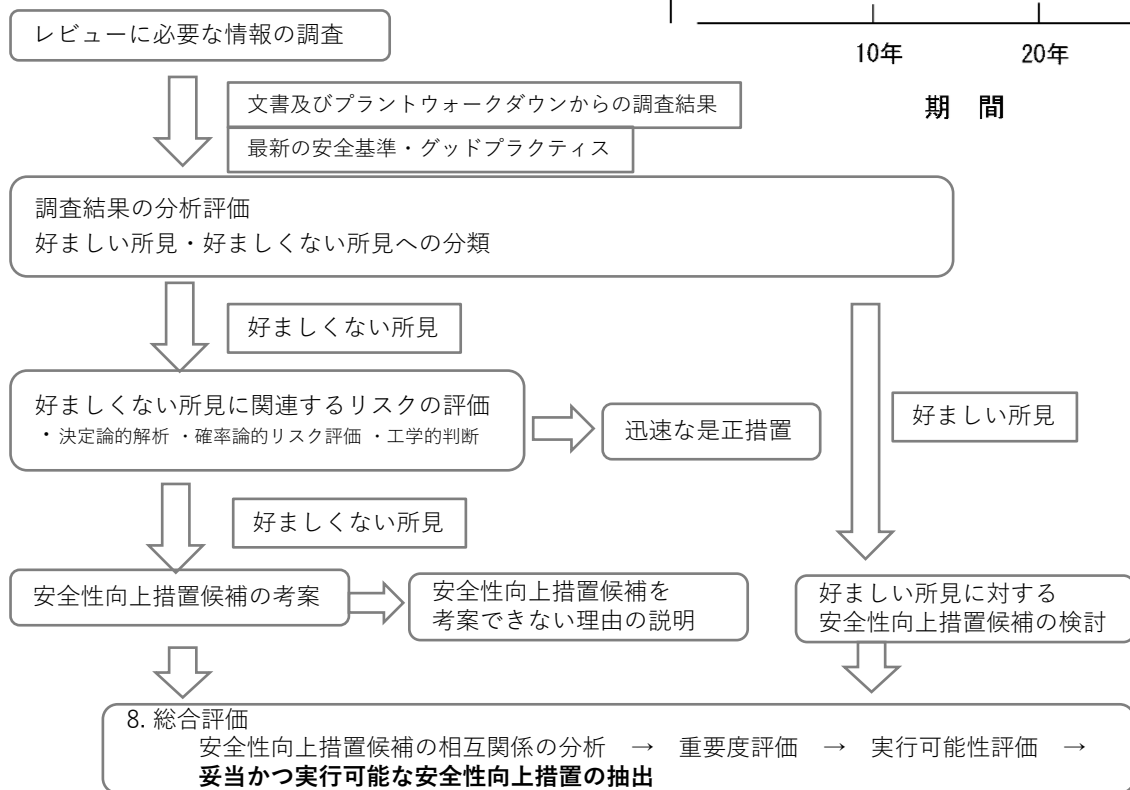 レビューに必要な情報の調査
10年
20年
期 間
文書及びプラントウォークダウンからの調査結果
最新の安全基準・グッドプラクティス
調査結果の分析評価
好ましい所見・好ましくない所見への分類
好ましくない所見
好ましくない所見に関連するリスクの評価
・ 決定論的解析 ・確率論的リスク評価 ・工学的判断
迅速な是正措置
好ましい所見
好ましくない所見
安全性向上措置候補の考案
安全性向上措置候補を
考案できない理由の説明
好ましい所見に対する
安全性向上措置候補の検討
8. 総合評価
安全性向上措置候補の相互関係の分析 → 重要度評価 → 実行可能性評価 →
妥当かつ実行可能な安全性向上措置の抽出